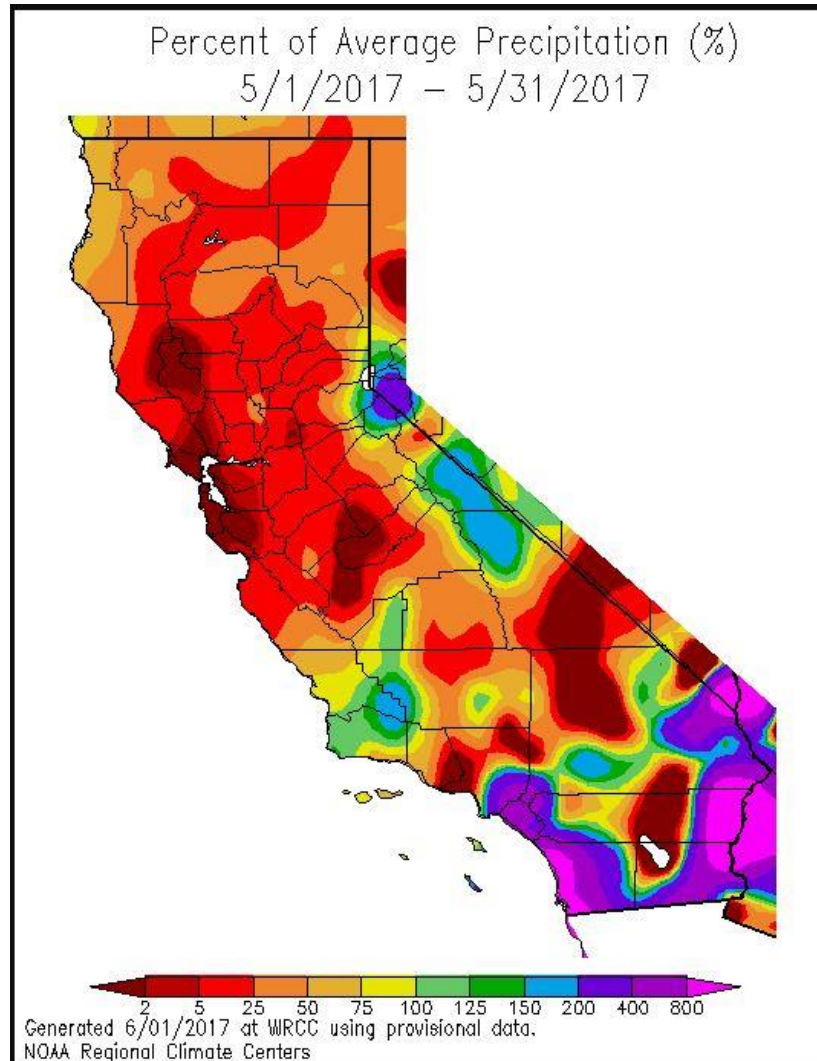 Percent of Average Precipitation (%)
5/1/2017 – 5/31/2017
2 5 25 50 75 100 125 150 200 400 800
Generated 6/01/2017 at WRCC using provisional data.
NOAA Regional Climate Centers